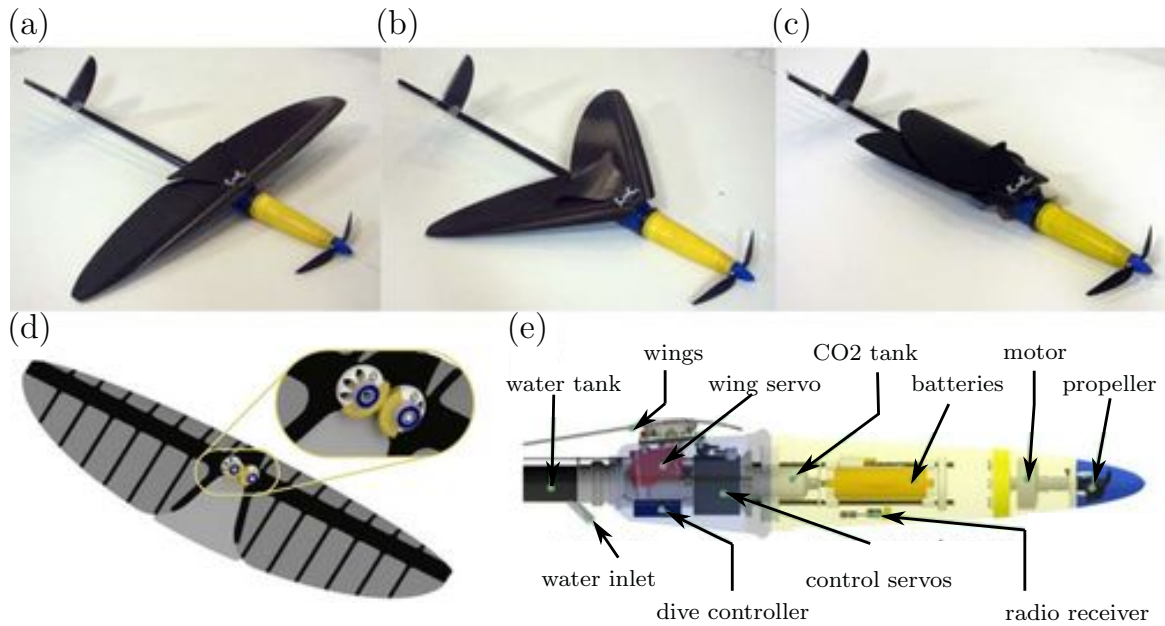 (a)
(b)
(c)
(d)
(e)
wings
CO2 tank
motor
water tank
wing servo
batteries
propeller
water inlet
control servos
dive controller
radio receiver